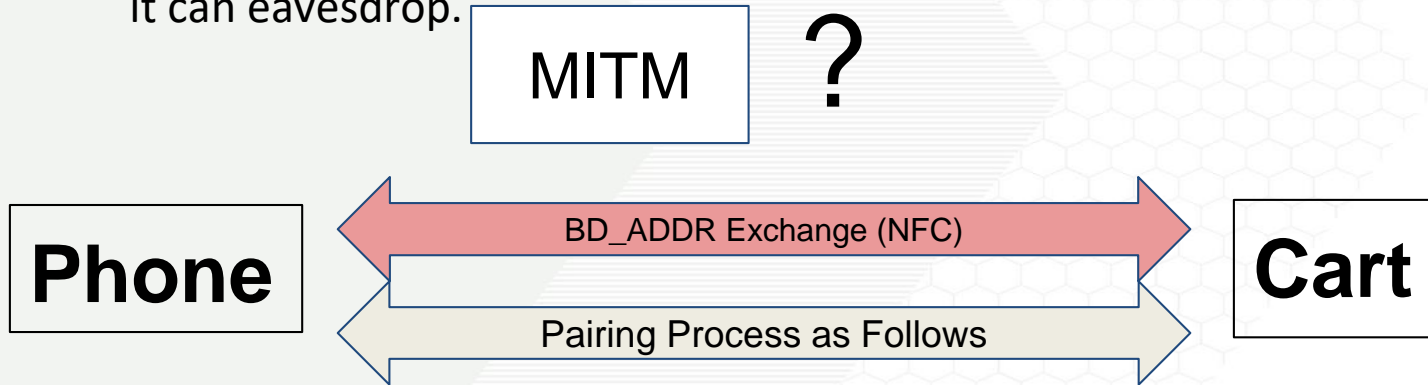 it can eavesdrop.
MITM ?
BD_ADDR Exchange (NFC)
Phone
Cart
Pairing Process as Follows